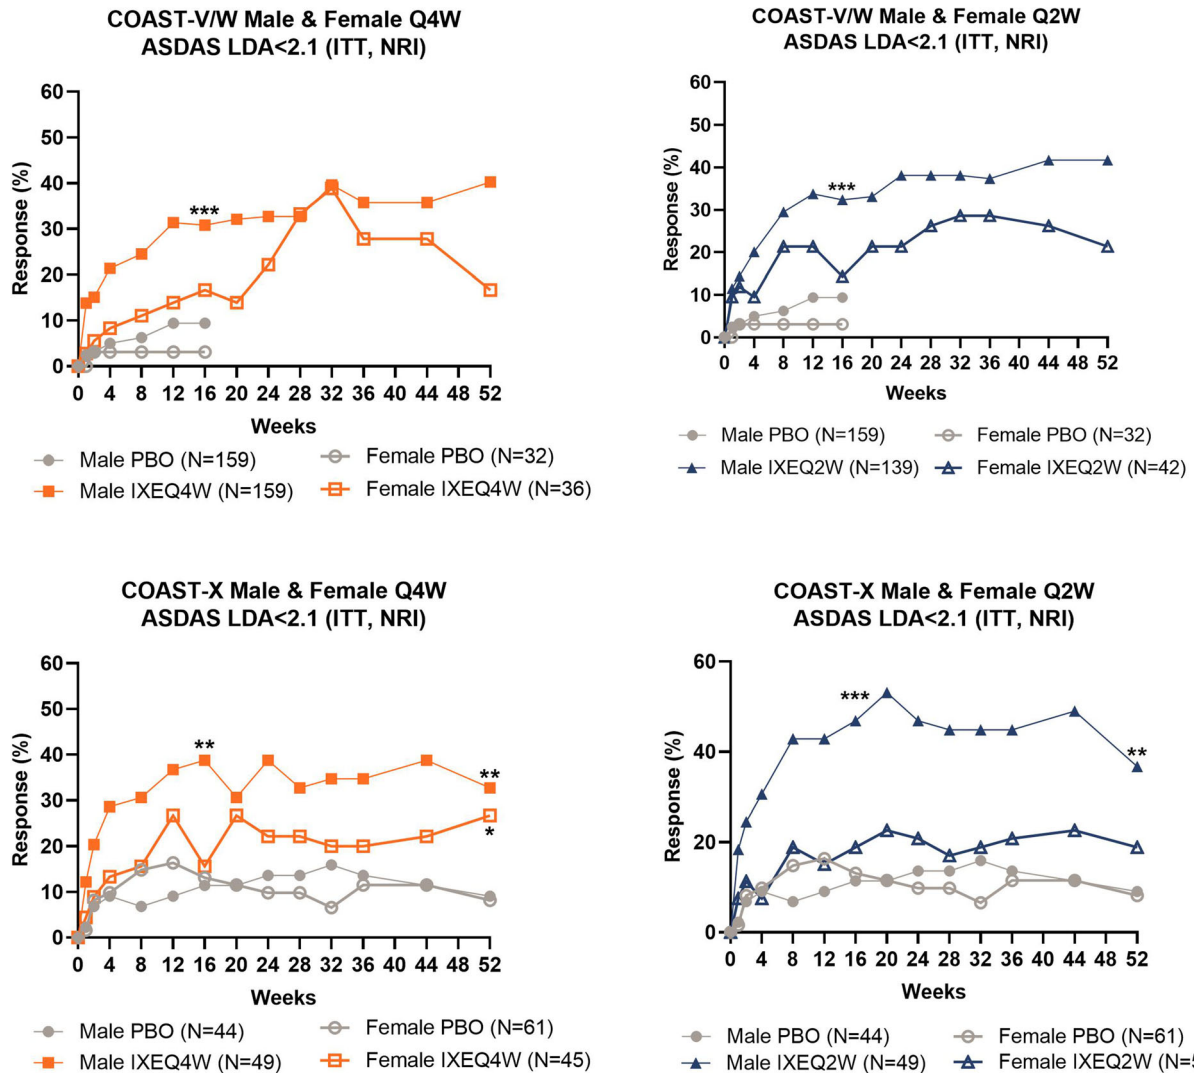 COAST-V/W Male & Female Q4W
ASDAS LDA<2.1 (ITT, NRI)
60
50
40
30
20
10
0
Response (%)
***
0 4 8 12 16 20 24 28 32 36 40 44 48 52
Weeks
Male PBO (N=159) Female PBO (N=32)
Male IXEQ4W (N=159) Female IXEQ4W (N=36)
COAST-V/W Male & Female Q2W
ASDAS LDA<2.1 (ITT, NRI)
60
50
40
30
20
10
0
Response (%)
***
0 4 8 12 16 20 24 28 32 36 40 44 48 52
Weeks
Male PBO (N=159) Female PBO (N=32)
Male IXEQ2W (N=139) Female IXEQ2W (N=42)
COAST-X Male & Female Q4W
ASDAS LDA<2.1 (ITT, NRI)
60
50
40
30
20
10
0
Response (%)
**
**
*
0 4 8 12 16 20 24 28 32 36 40 44 48 52
Weeks
Male PBO (N=44) Female PBO (N=61)
Male IXEQ4W (N=49) Female IXEQ4W (N=45)
COAST-X Male & Female Q2W
ASDAS LDA<2.1 (ITT, NRI)
60
40
20
0
Response (%)
***
**
0 4 8 12 16 20 24 28 32 36 40 44 48 52
Weeks
Male PBO (N=44) Female PBO (N=61)
Male IXEQ2W (N=49) Female IXEQ2W